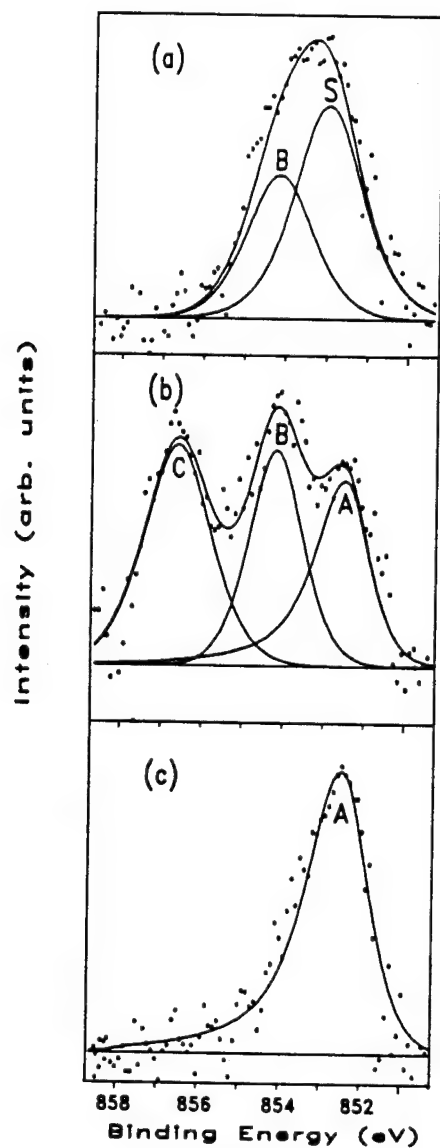 (a)
S
B
(b)
C
B
A
(c)
A
858 856 854 852
Binding Energy (eV)
Intensity (arb. units)